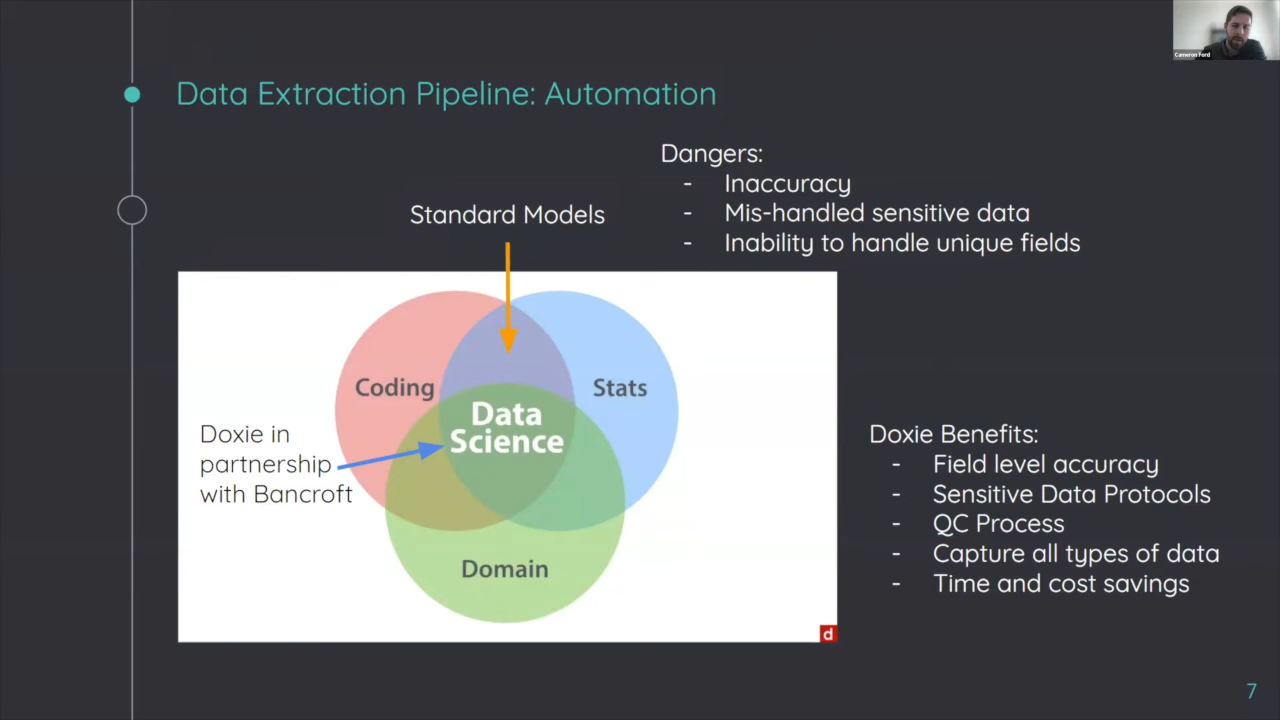 Cameron Ford
Data Extraction Pipeline: Automation
Dangers:
- Inaccuracy
- Mis-handled sensitive data
- Inability to handle unique fields
Standard Models
Coding
Stats
Data
Science
Doxie in
partnership
with Bancroft
Domain
d
Doxie Benefits:
- Field level accuracy
- Sensitive Data Protocols
- QC Process
- Capture all types of data
- Time and cost savings
7